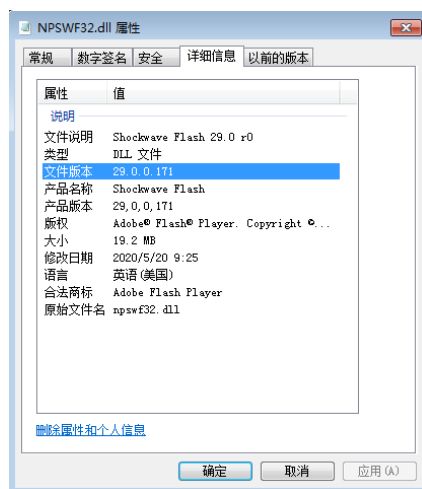 NPSWF32.dll 属性
常规 数字签名 安全 详细信息 以前的版本
属性 值
说明
文件说明 Shockwave Flash 29.0 r0
类型 DLL 文件
文件版本 29.0.0.171
产品名称 Shockwave Flash
产品版本 29,0,0,171
版权 Adobe® Flash® Player. Copyright ©...
大小 19.2 MB
修改日期 2020/5/20 9:25
语言 英语(美国)
合法商标 Adobe Flash Player
原始文件名 npswf32.dll
删除属性和个人信息
确定 取消 应用(A)